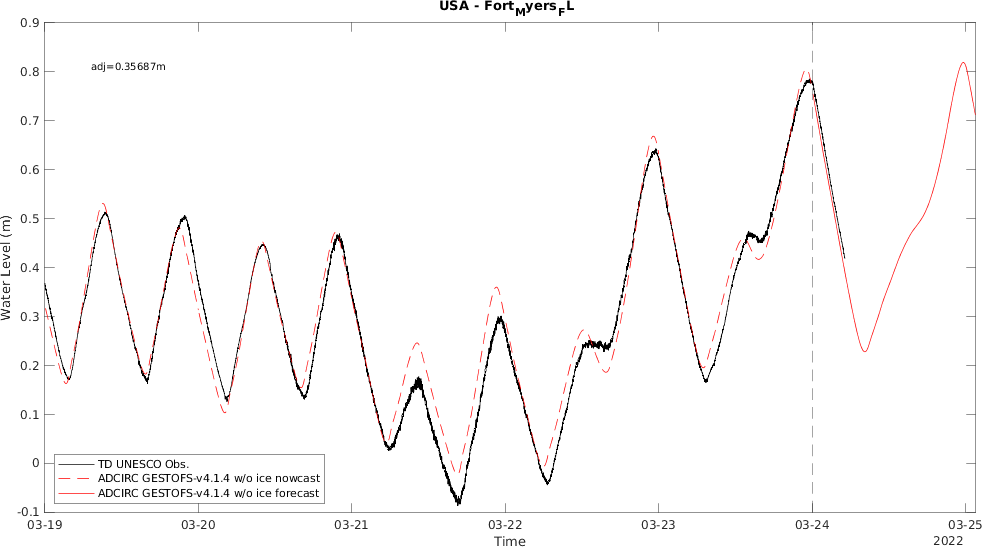 USA - Fort_Myers_FL
adj=0.35687m
0.9
0.8
0.7
0.6
0.5
0.4
0.3
0.2
0.1
0
-0.1
Water Level (m)
TD UNESCO Obs.
ADCIRC GESTOFS-v4.1.4 w/o ice nowcast
ADCIRC GESTOFS-v4.1.4 w/o ice forecast
03-19 03-20 03-21 03-22 03-23 03-24 03-25
Time
2022